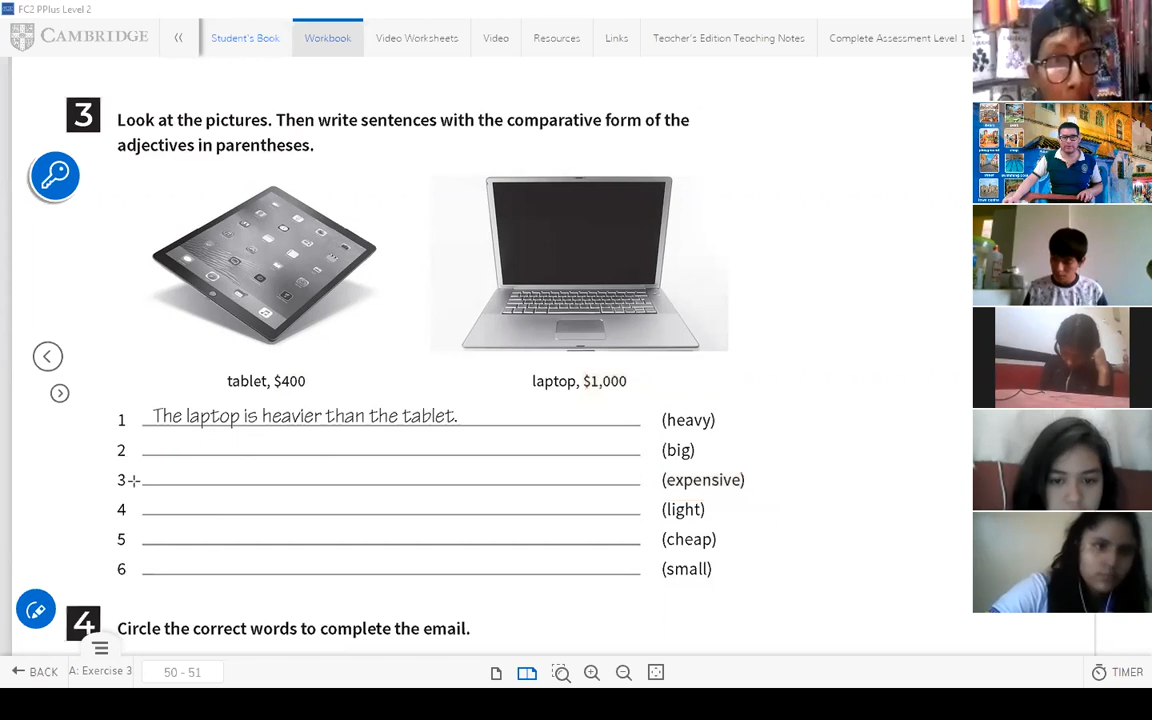 FC2 PPlus Level 2
CAMBRIDGE
Student's Book
Workbook
Video Worksheets
Video
Resources
Links
Teacher's Edition Teaching Notes
Complete Assessment Level 1
3
Look at the pictures. Then write sentences with the comparative form of the
adjectives in parentheses.
tablet, $400
laptop, $1,000
1 The laptop is heavier than the tablet. (heavy)
2 (big)
3 (expensive)
4 (light)
5 (cheap)
6 (small)
4
Circle the correct words to complete the email.
BACK
A: Exercise 3
50 - 51
TIMER